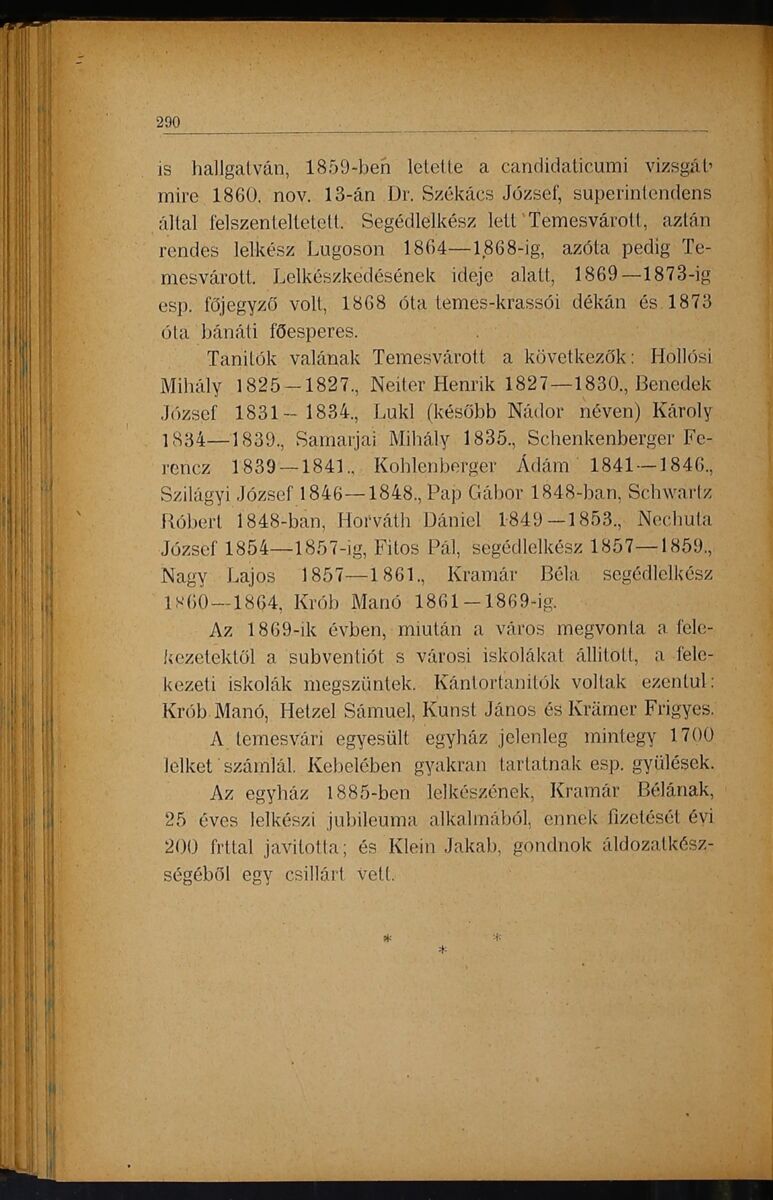 290
is hallgatván, 1859-ben letette a candidaticumi vizsgát,
mire 1860. nov. 13-án Dr. Székács József, superintendens
által felszenteltetett. Segédlelkész lett Temesvárott, aztán
rendes lelkész Lugoson 1864—1868-ig, azóta pedig Te-
mesvárott. Lelkészkedésének ideje alatt, 1869—1873-ig
esp. főjegyző volt, 1868 óta temes-krassói dékán és 1873
óta bánáti főesperes.
Tanitók valának Temesvárott a következők: Hollósi
Mihály 1825—1827., Neiter Henrik 1827—1830., Benedek
József 1831—1834., Lukl (később Nádor néven) Károly
1834—1839., Samarjai Mihály 1835., Schenkenberger Fe-
rencz 1839—1841., Kohlenberger Ádám 1841—1846.,
Szilágyi József 1846—1848., Pap Gábor 1848-ban, Schwartz
Róbert 1848-ban, Horváth Dániel 1849—1853., Nechuta
József 1854—1857-ig, Fitos Pál, segédlelkész 1857—1859.,
Nagy Lajos 1857—1861., Kramár Béla segédlelkész
1860—1864, Krób Manó 1861—1869-ig.
Az 1869-ik évben, miután a város megvonta a fele-
kezetektől a subventiót s városi iskolákat állitott, a fele-
kezeti iskolák megszüntek. Kántortanitók voltak ezentul:
Krób Manó, Hetzel Sámuel, Kunst János és Krämer Frigyes.
A temesvári egyesült egyház jelenleg mintegy 1700
lelket számlál. Kebelében gyakran tartatnak esp. gyülések.
Az egyház 1885-ben lelkészének, Kramár Bélának,
25 éves lelkészi jubileuma alkalmából, ennek fizetését évi
200 frttal javitotta; és Klein Jakab, gondnok áldozatkész-
ségéből egy csillárt vett.
* *
*